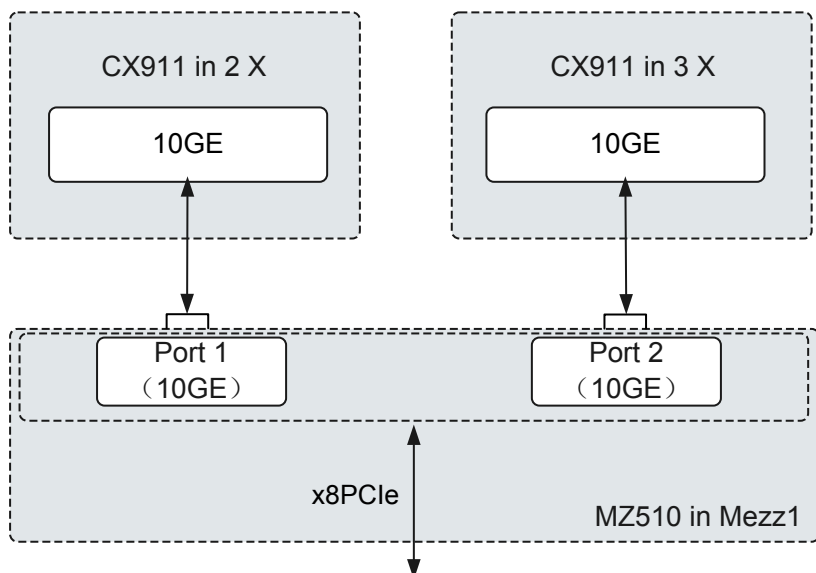 CX911 in 2 X
CX911 in 3 X
10GE
10GE
Port 1
（10GE）
Port 2
（10GE）
x8PCIe
MZ510 in Mezz1